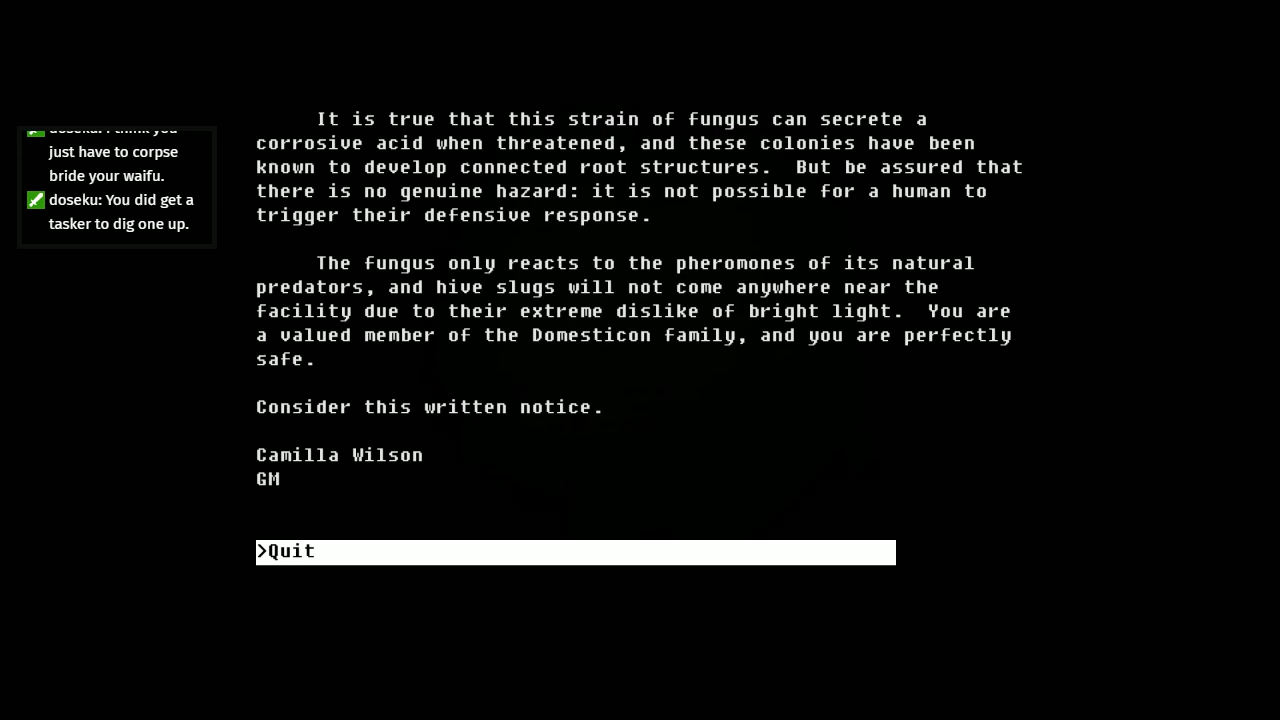 doseku: I think you
just have to corpse
bride your waifu.
doseku: You did get a
tasker to dig one up.
It is true that this strain of fungus can secrete a
corrosive acid when threatened, and these colonies have been
known to develop connected root structures.  But be assured that
there is no genuine hazard: it is not possible for a human to
trigger their defensive response.
The fungus only reacts to the pheromones of its natural
predators, and hive slugs will not come anywhere near the
facility due to their extreme dislike of bright light.  You are
a valued member of the Domesticon family, and you are perfectly
safe.
Consider this written notice.
Camilla Wilson
GM
>Quit